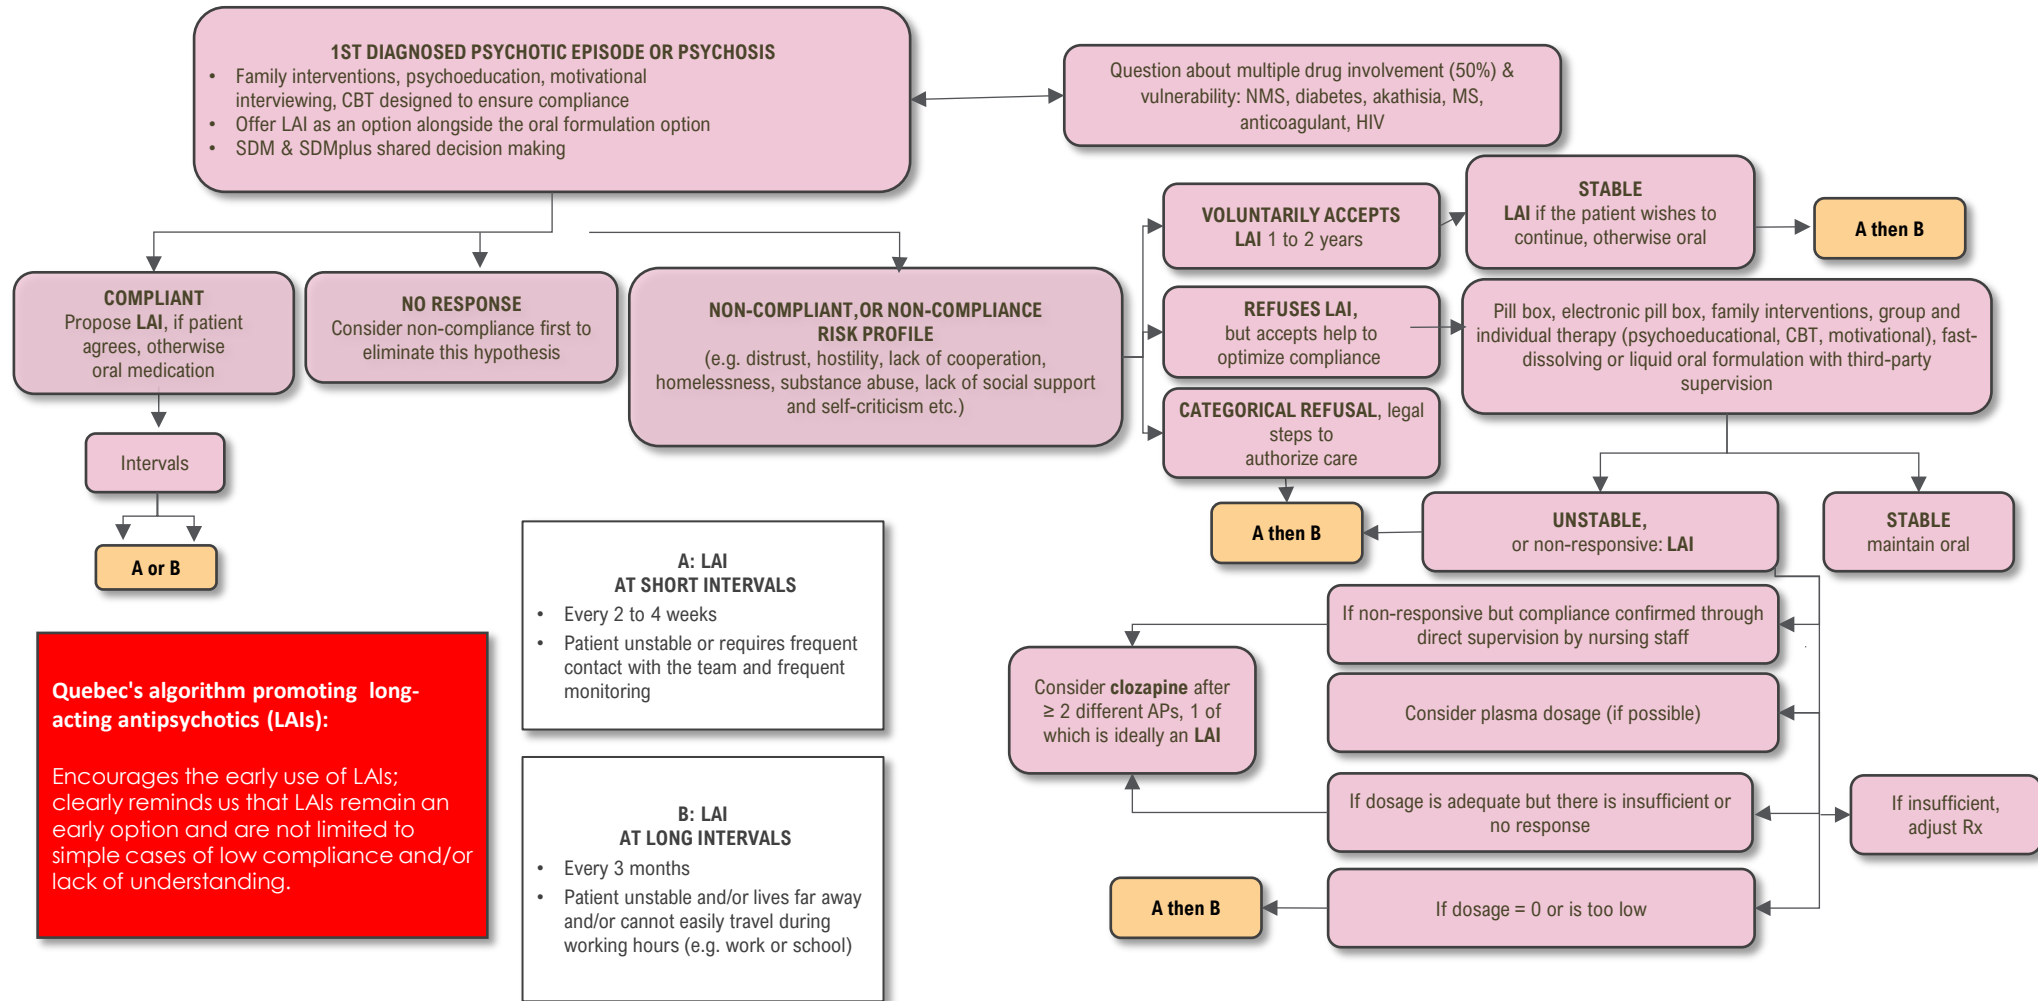 1ST DIAGNOSED PSYCHOTIC EPISODE OR PSYCHOSIS
• Family interventions, psychoeducation, motivational
interviewing, CBT designed to ensure compliance
• Offer LAI as an option alongside the oral formulation option
• SDM & SDMplus shared decision making
Question about multiple drug involvement (50%) &
vulnerability: NMS, diabetes, akathisia, MS,
anticoagulant, HIV
COMPLIANT
Propose LAI, if patient
agrees, otherwise
oral medication
NO RESPONSE
Consider non-compliance first to
eliminate this hypothesis
NON-COMPLIANT, OR NON-COMPLIANCE
RISK PROFILE
(e.g. distrust, hostility, lack of cooperation,
homelessness, substance abuse, lack of social support
and self-criticism etc.)
VOLUNTARILY ACCEPTS
LAI 1 to 2 years
STABLE
LAI if the patient wishes to
continue, otherwise oral
A then B
REFUSES LAI,
but accepts help to
optimize compliance
Pill box, electronic pill box, family interventions, group and
individual therapy (psychoeducational, CBT, motivational), fast-
dissolving or liquid oral formulation with third-party
supervision
CATEGORICAL REFUSAL, legal
steps to
authorize care
A then B
UNSTABLE,
or non-responsive: LAI
STABLE
maintain oral
Intervals
A or B
A: LAI
AT SHORT INTERVALS
• Every 2 to 4 weeks
• Patient unstable or requires frequent
contact with the team and frequent
monitoring
B: LAI
AT LONG INTERVALS
• Every 3 months
• Patient unstable and/or lives far away
and/or cannot easily travel during
working hours (e.g. work or school)
Quebec's algorithm promoting long-
acting antipsychotics (LAIs):
Encourages the early use of LAIs;
clearly reminds us that LAIs remain an
early option and are not limited to
simple cases of low compliance and/or
lack of understanding.
If non-responsive but compliance confirmed through
direct supervision by nursing staff
Consider clozapine after
≥ 2 different APs, 1 of
which is ideally an LAI
Consider plasma dosage (if possible)
If dosage is adequate but there is insufficient or
no response
If insufficient,
adjust Rx
If dosage = 0 or is too low
A then B